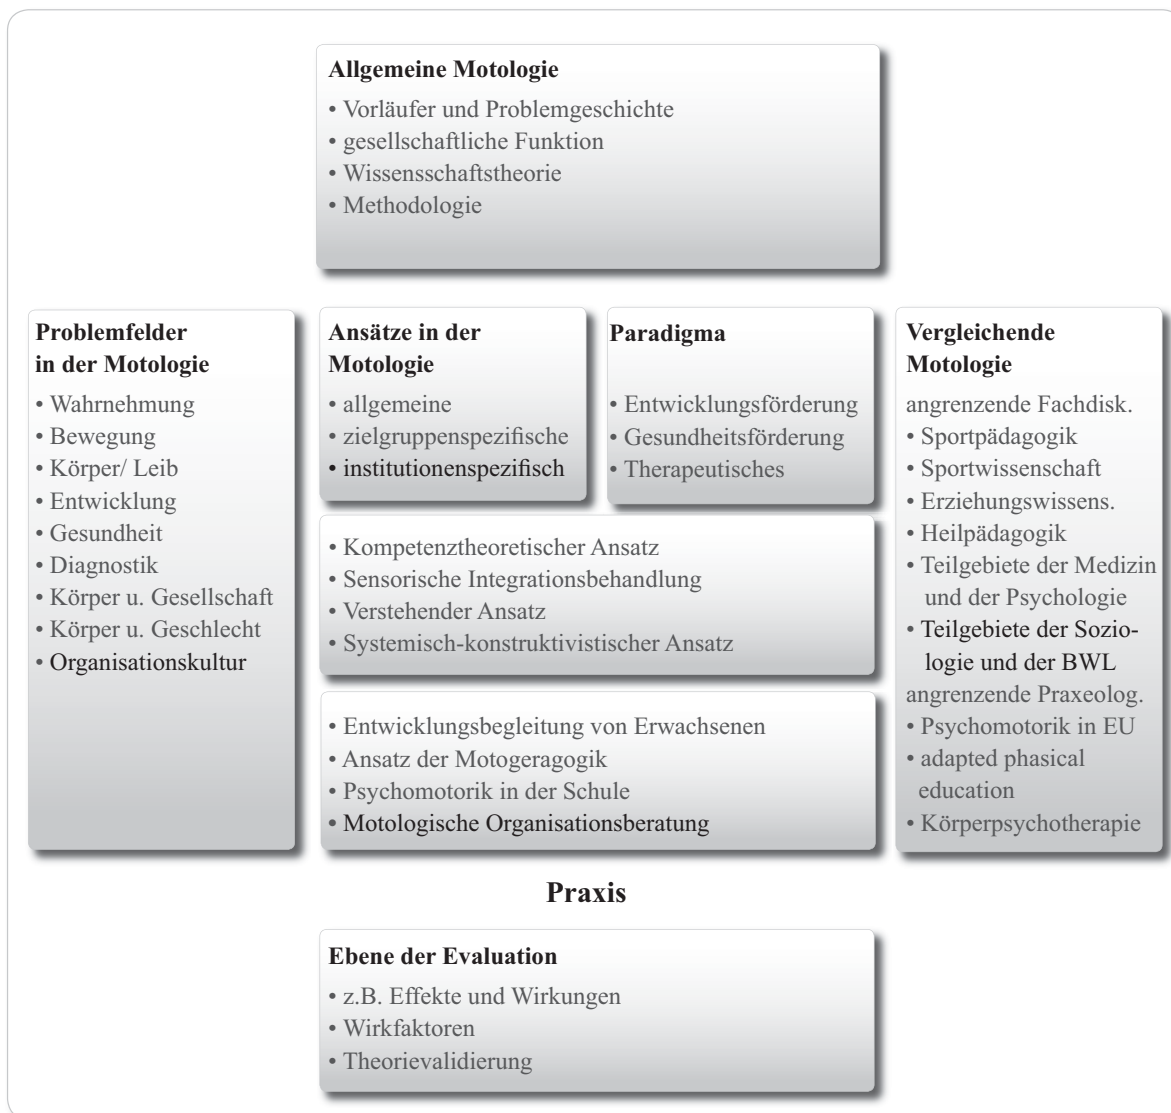 Allgemeine Motologie
• Vorläufer und Problemgeschichte
• gesellschaftliche Funktion
• Wissensschaftstheorie
• Methodologie
Problemfelder
in der Motologie
• Wahrnehmung
• Bewegung
• Körper/ Leib
• Entwicklung
• Gesundheit
• Diagnostik
• Körper u. Gesellschaft
• Körper u. Geschlecht
• Organisationskultur
Ansätze in der
Motologie
• allgemeine
• zielgruppenspezifische
• institutionenspezifisch
Paradigma
• Entwicklungsförderung
• Gesundheitsförderung
• Therapeutisches
• Kompetenztheoretischer Ansatz
• Sensorische Integrationsbehandlung
• Verstehender Ansatz
• Systemisch-konstruktivistischer Ansatz
• Entwicklungsbegleitung von Erwachsenen
• Ansatz der Motogeragogik
• Psychomotorik in der Schule
• Motologische Organisationsberatung
Vergleichende
Motologie
angrenzende Fachdisk.
• Sportpädagogik
• Sportwissenschaft
• Erziehungswissens.
• Heilpädagogik
• Teilgebiete der Medizin
und der Psychologie
• Teilgebiete der Sozio-
logie und der BWL
angrenzende Praxeolog.
• Psychomotorik in EU
• adapted phasical
education
• Körperpsychotherapie
Praxis
Ebene der Evaluation
• z.B. Effekte und Wirkungen
• Wirkfaktoren
• Theorievalidierung